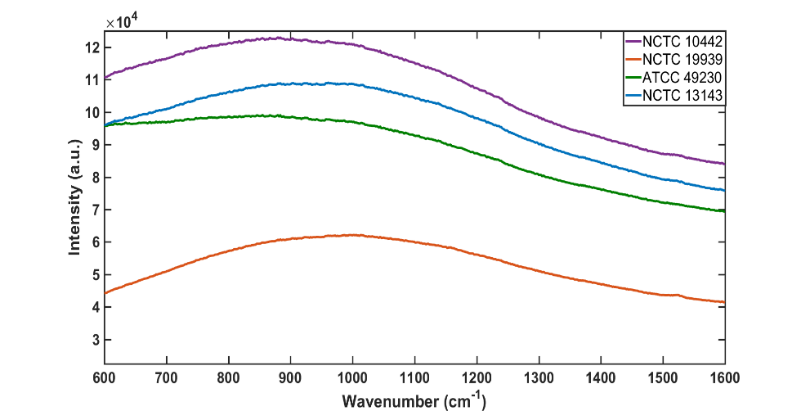 ×10⁴
12
11
10
9
8
7
6
5
4
3
Intensity (a.u.)
NCTC 10442
NCTC 19939
ATCC 49230
NCTC 13143
600 700 800 900 1000 1100 1200 1300 1400 1500 1600
Wavenumber (cm⁻¹)